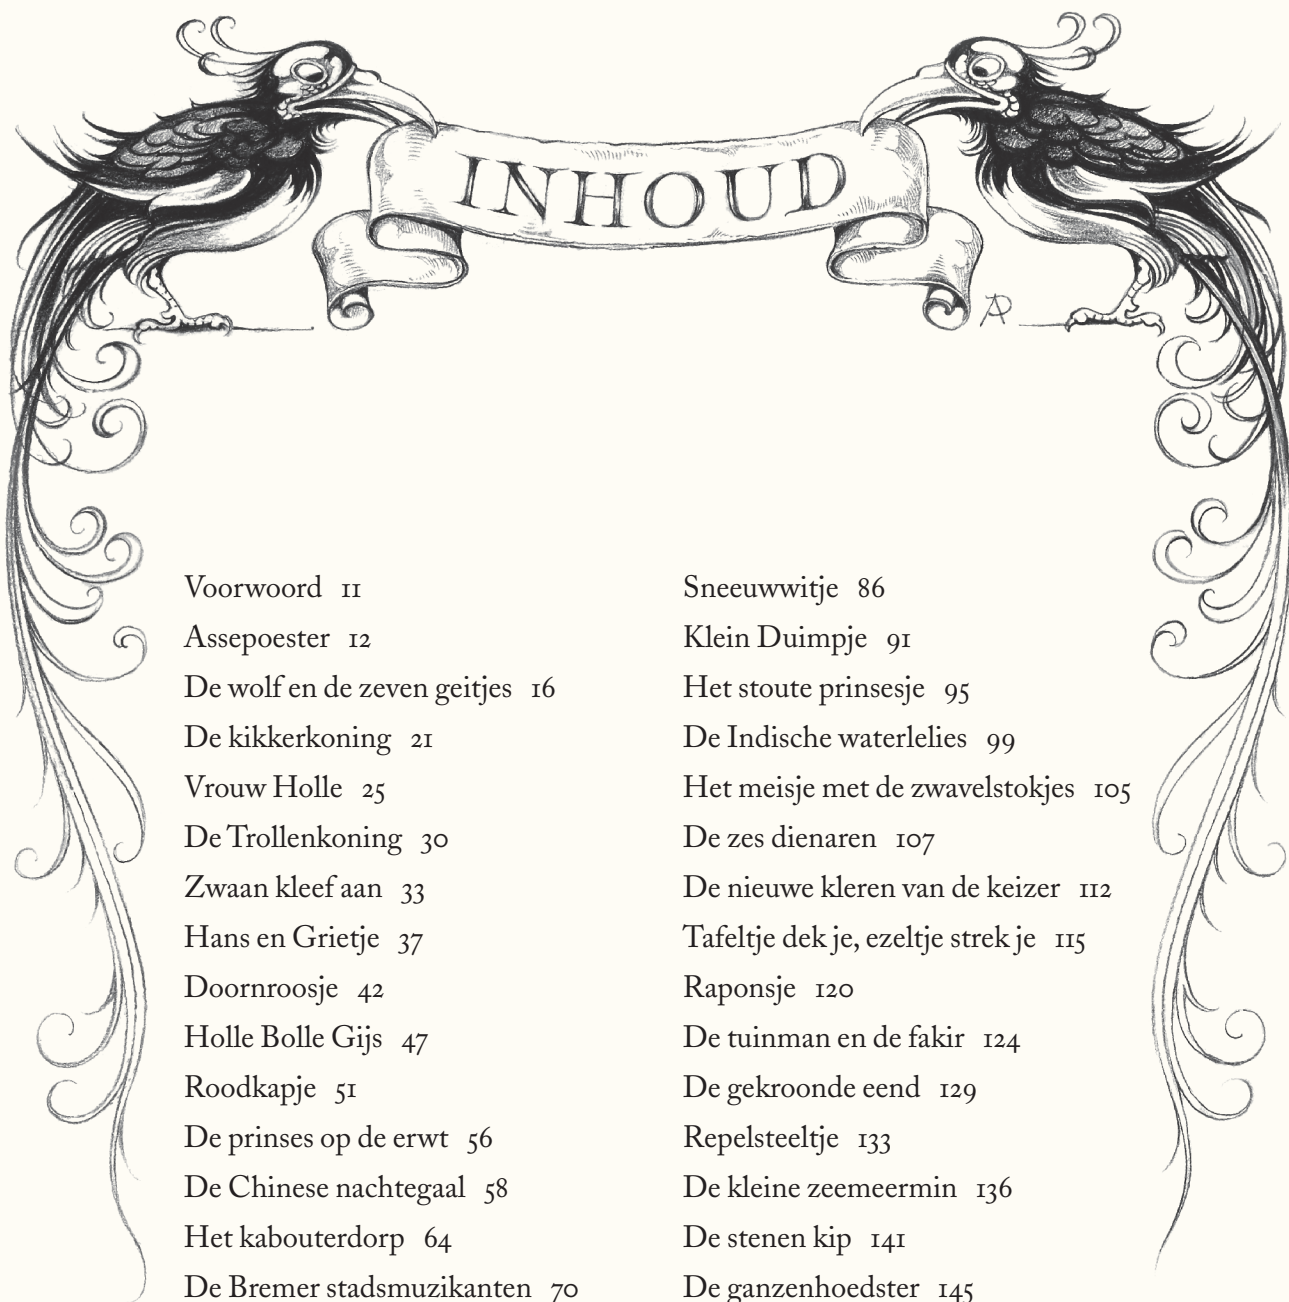 INHOUD
AP
Voorwoord 11
Assepoester 12
De wolf en de zeven geitjes 16
De kikkerkoning 21
Vrouw Holle 25
De Trollenkoning 30
Zwaan kleef aan 33
Hans en Grietje 37
Doornroosje 42
Holle Bolle Gijs 47
Roodkapje 51
De prinses op de erwt 56
De Chinese nachtegaal 58
Het kabouterdorp 64
De Bremer stadsmuzikanten 70
Sneeuwwitje 86
Klein Duimpje 91
Het stoute prinsesje 95
De Indische waterlelies 99
Het meisje met de zwavelstokjes 105
De zes dienaren 107
De nieuwe kleren van de keizer 112
Tafeltje dek je, ezeltje strek je 115
Raponsje 120
De tuinman en de fakir 124
De gekroonde eend 129
Repelsteeltje 133
De kleine zeemeermin 136
De stenen kip 141
De ganzenhoedster 145